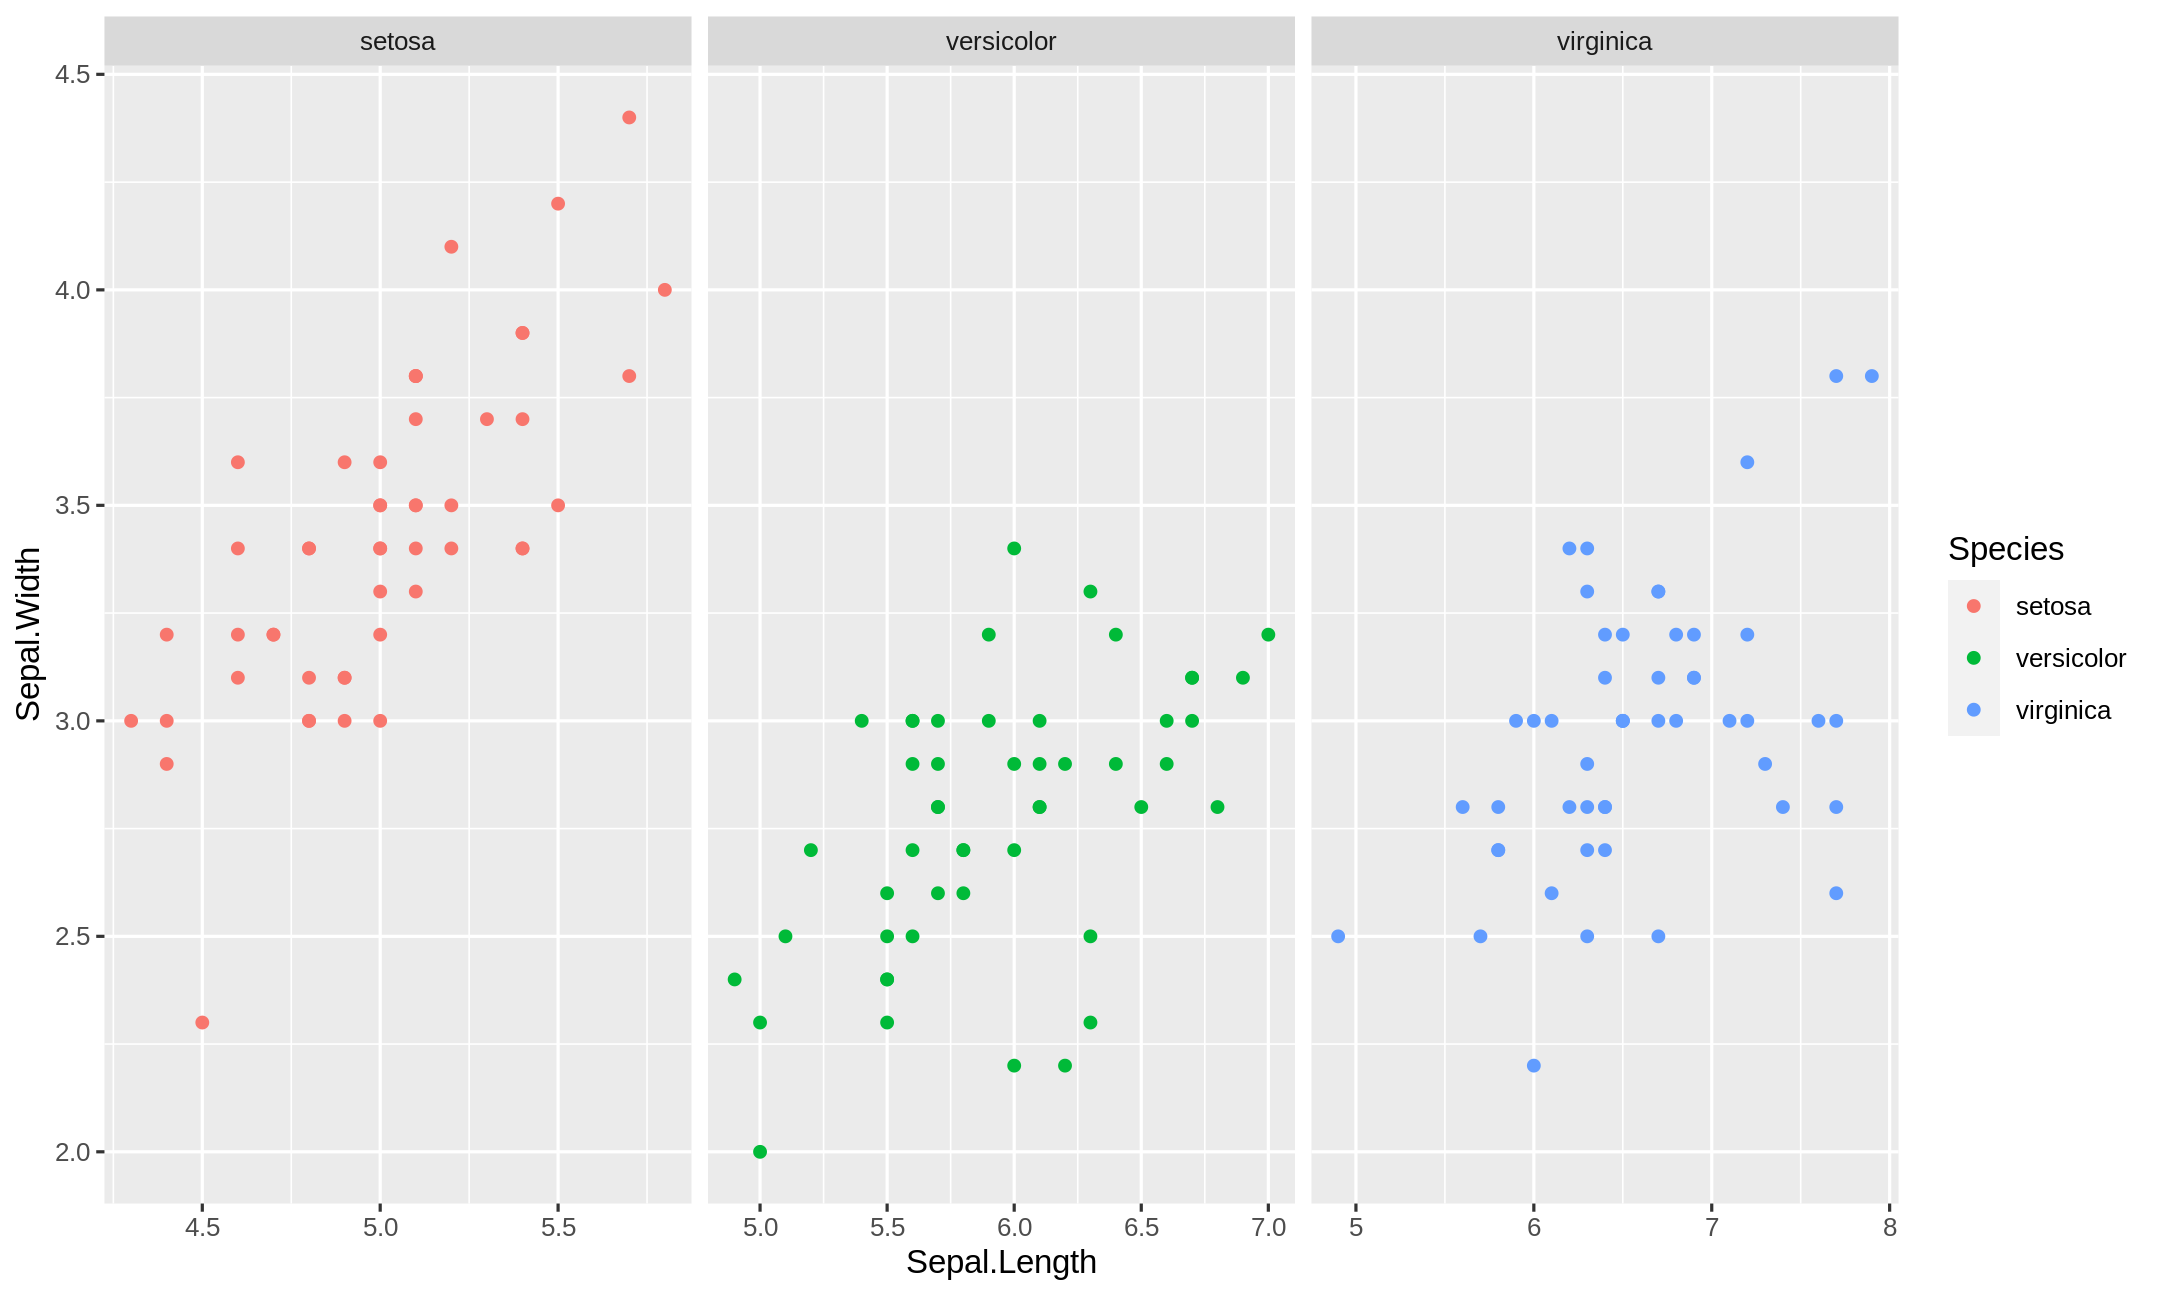 setosa versicolor virginica
4.5
4.0
3.5
3.0
2.5
2.0
Sepal.Width
4.5 5.0 5.5 5.0 5.5 6.0 6.5 7.0 5 6 7 8
Sepal.Length
Species
setosa
versicolor
virginica